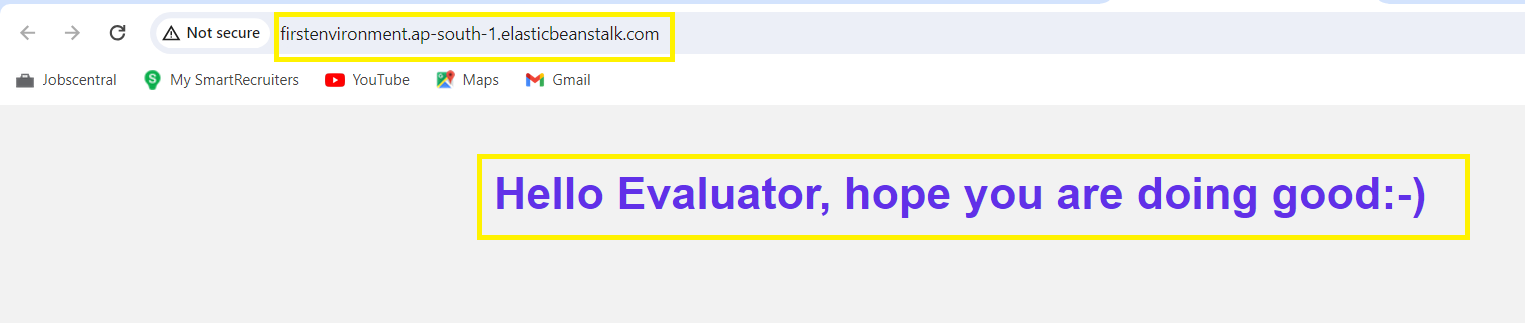 Not secure firstenvironment.ap-south-1.elasticbeanstalk.com
Jobscentral My SmartRecruiters YouTube Maps Gmail
Hello Evaluator, hope you are doing good:-)